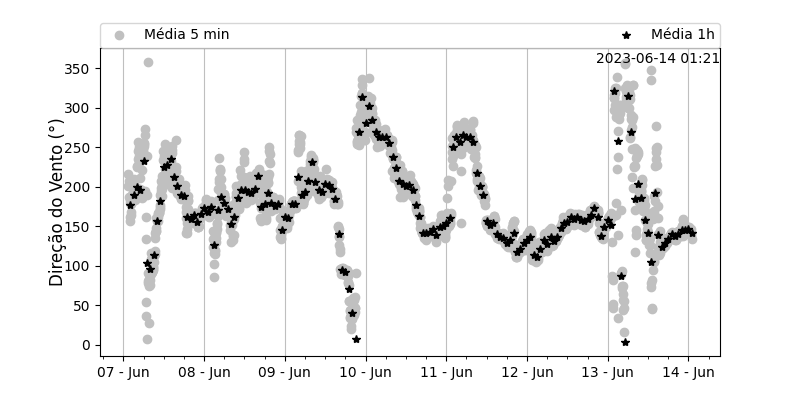 Média 5 min
Média 1h
2023-06-14 01:21
350
300
250
200
150
100
50
0
Direção do Vento (°)
07 - Jun
08 - Jun
09 - Jun
10 - Jun
11 - Jun
12 - Jun
13 - Jun
14 - Jun